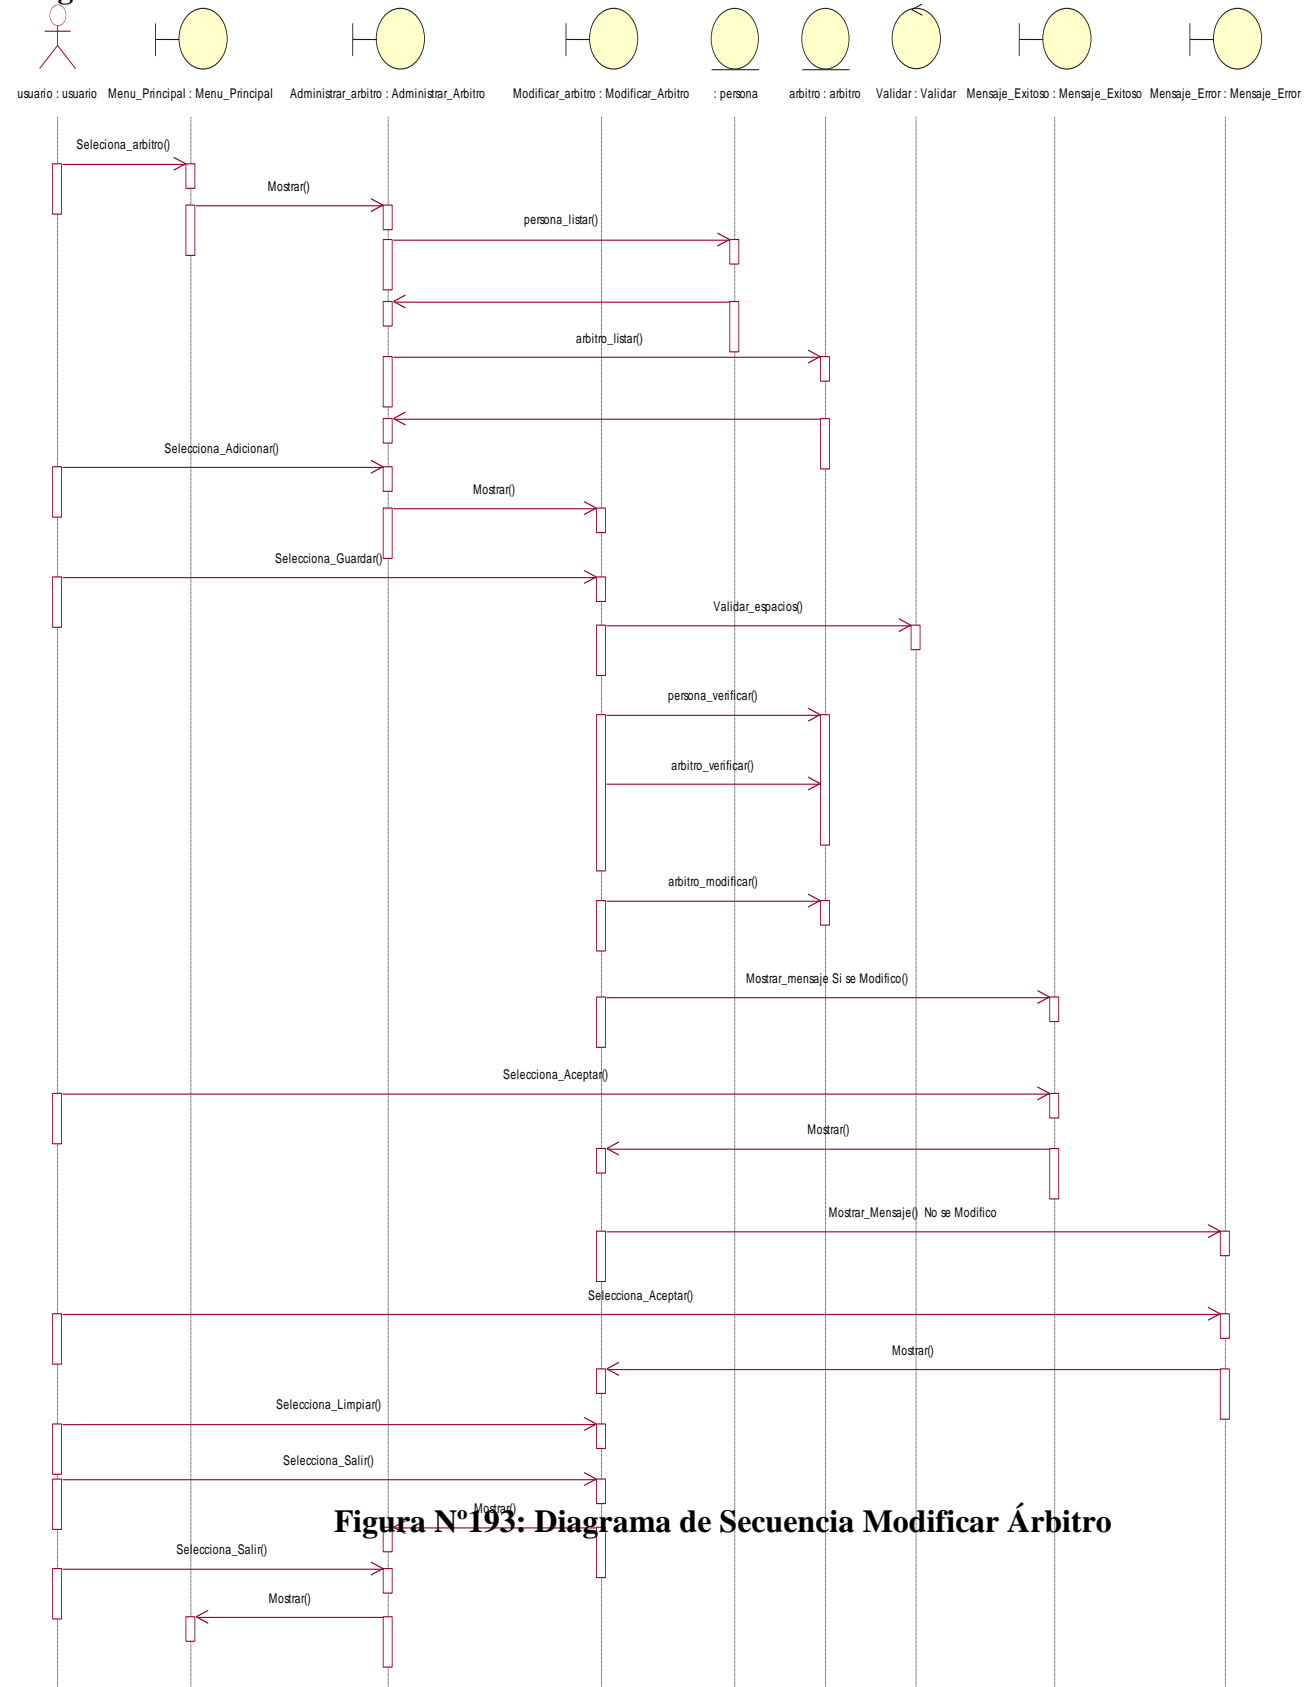 usuario : usuario
Menu_Principal : Menu_Principal
Administrar_arbitro : Administrar_Arbitro
Modificar_arbitro : Modificar_Arbitro
: persona
arbitro : arbitro
Validar : Validar
Mensaje_Exitoso : Mensaje_Exitoso
Mensaje_Error : Mensaje_Error
Seleciona_arbitro()
Mostrar()
persona_listar()
arbitro_listar()
Selecciona_Adicionar()
Mostrar()
Selecciona_Guardar()
Validar_espacios()
persona_verificar()
arbitro_verificar()
arbitro_modificar()
Mostrar_mensaje Si se Modifico()
Selecciona_Aceptar()
Mostrar()
Mostrar_Mensaje() No se Modifico
Selecciona_Aceptar()
Mostrar()
Selecciona_Limpiar()
Selecciona_Salir()
Mostrar()
Figura Nº193: Diagrama de Secuencia Modificar Árbitro
Selecciona_Salir()
Mostrar()